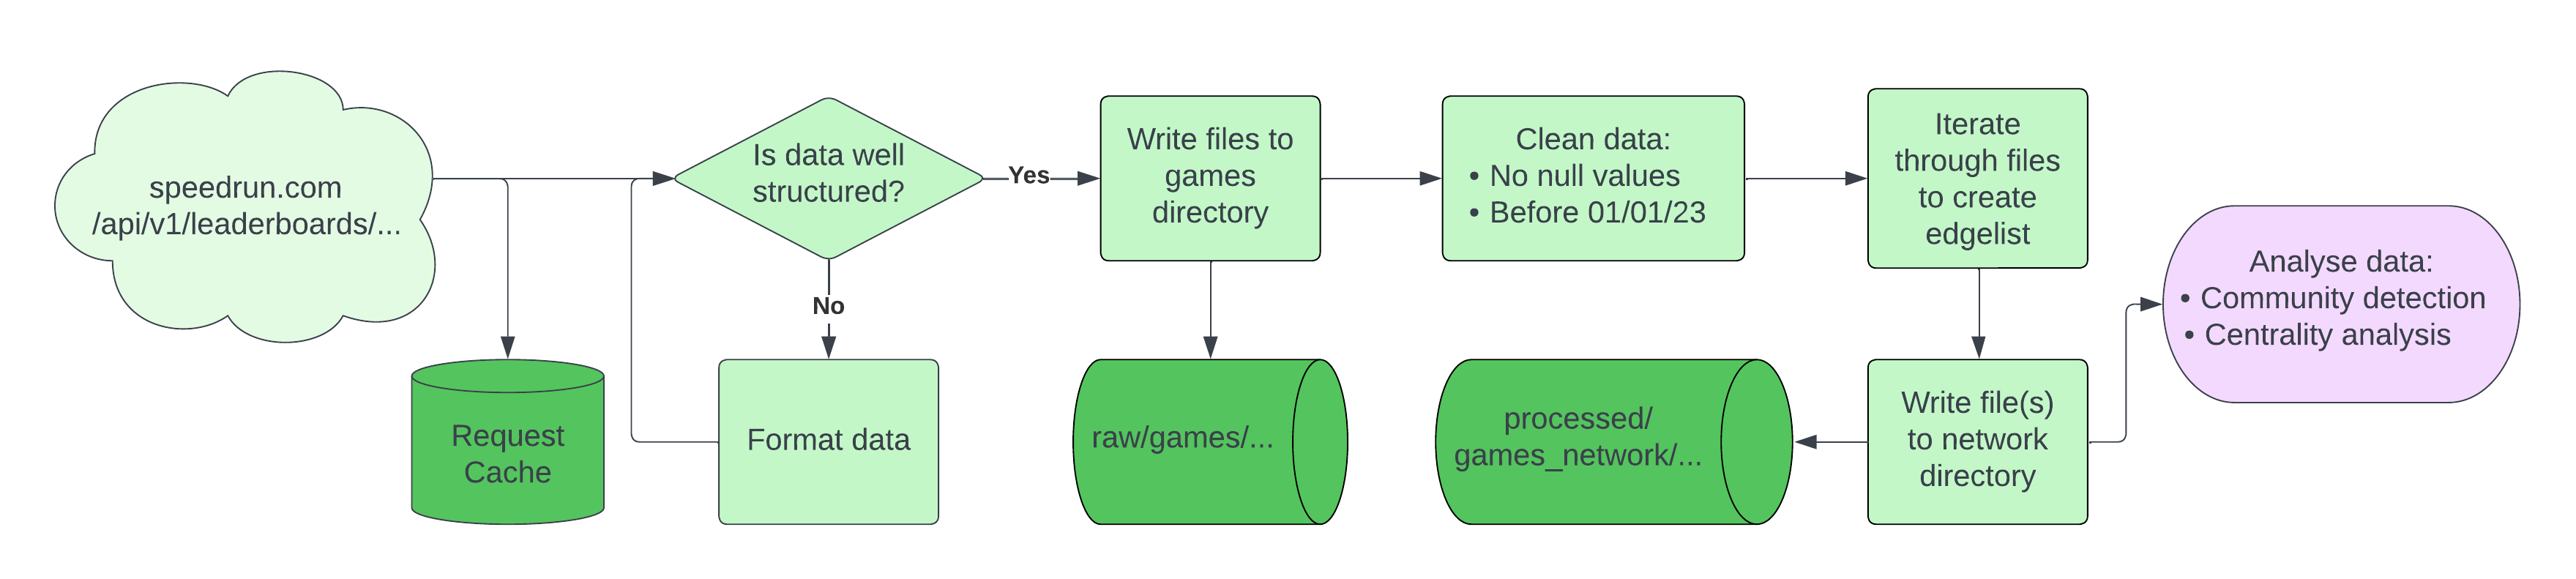 speedrun.com
/api/v1/leaderboards/...
Request
Cache
Is data well
structured?
Yes
No
Format data
Write files to
games
directory
raw/games/...
Clean data:
• No null values
• Before 01/01/23
Iterate
through files
to create
edgelist
Write file(s)
to network
directory
processed/
games_network/...
Analyse data:
• Community detection
• Centrality analysis